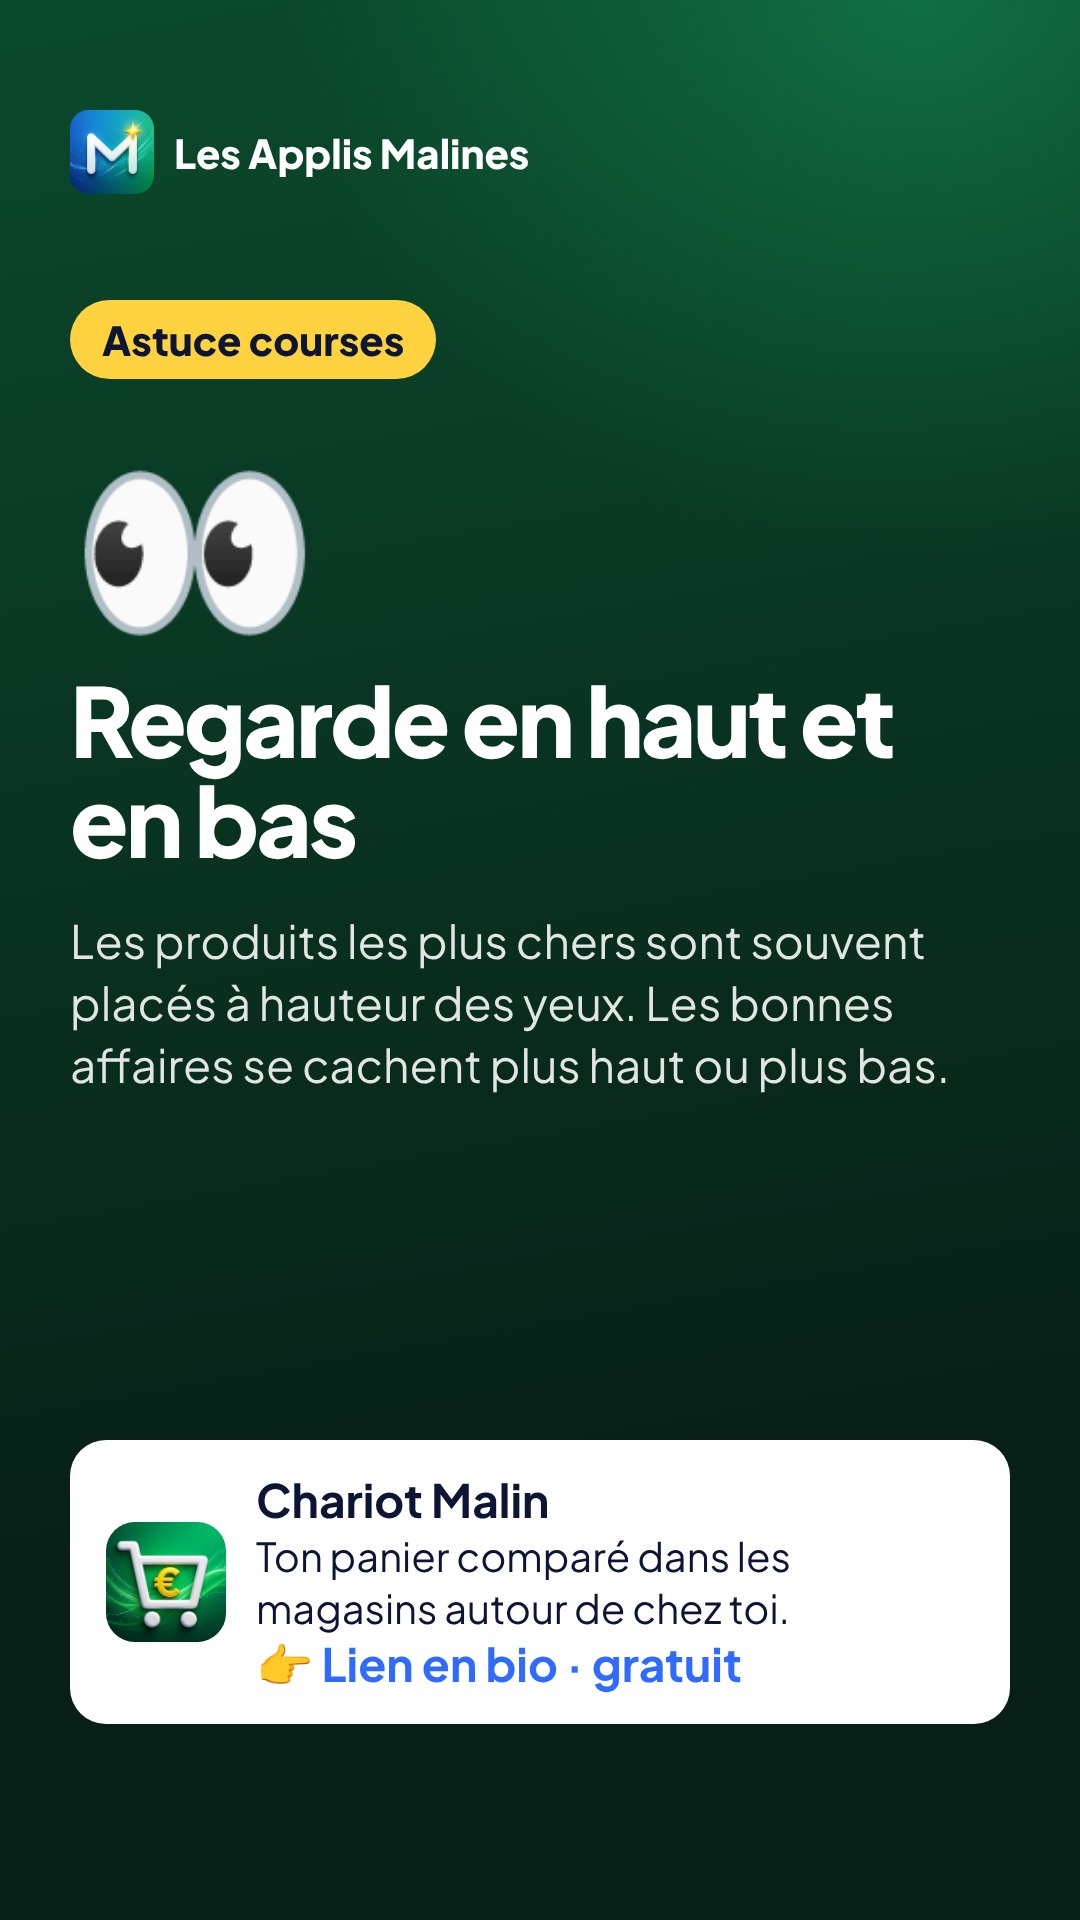 M
Les Applis Malines
Astuce courses
👀
Regarde en haut et
en bas
Les produits les plus chers sont souvent
placés à hauteur des yeux. Les bonnes
affaires se cachent plus haut ou plus bas.
€
Chariot Malin
Ton panier comparé dans les
magasins autour de chez toi.
👉 Lien en bio · gratuit